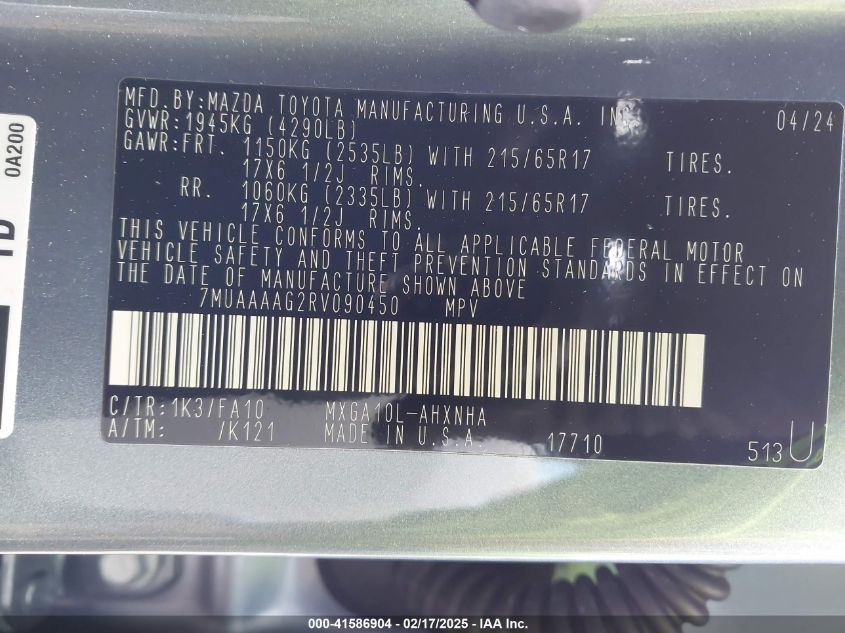 MFD.BY:MAZDA TOYOTA MANUFACTURING U.S.A. INC. 04/24
GVWR:1945KG (4290LB)
GAWR:FRT. 1150KG (2535LB) WITH 215/65R17 TIRES.
17X6 1/2J RIMS.
RR. 1060KG (2335LB) WITH 215/65R17 TIRES.
17X6 1/2J RIMS.
THIS VEHICLE CONFORMS TO ALL APPLICABLE FEDERAL MOTOR
VEHICLE SAFETY AND THEFT PREVENTION STANDARDS IN EFFECT ON
THE DATE OF MANUFACTURE SHOWN ABOVE
7MUAAAAG2RV090450 MPV
C/TR:1K3/FA10 MXGA10L-AHXNHA
A/TM: /K121 MADE IN U.S.A. 17710 513U
0A200
000-41586904 / 02/17/2025 - IAA Inc.